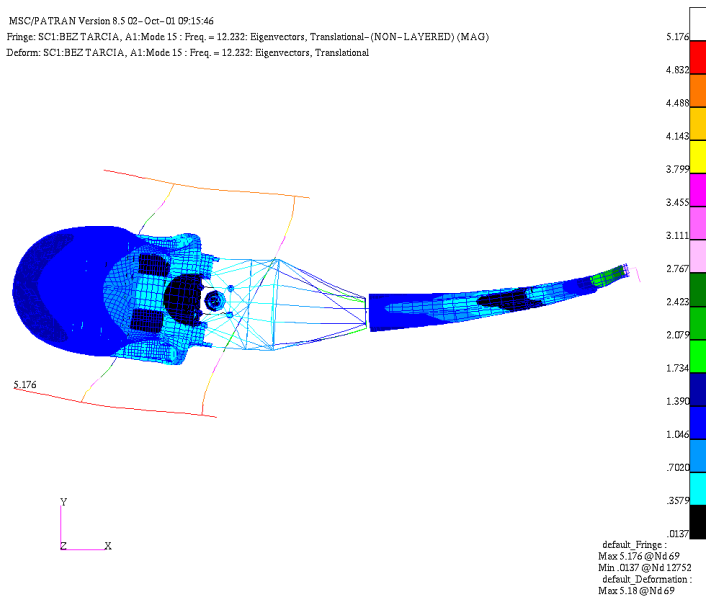 MSC/PATRAN Version 8.5 02-Oct-01 09:15:46
Fringe: SC1:BEZ TARCIA, A1:Mode 15 : Freq. = 12.232: Eigenvectors, Translational-(NON-LAYERED) (MAG)
Deform: SC1:BEZ TARCIA, A1:Mode 15 : Freq. = 12.232: Eigenvectors, Translational
5.176
4.832
4.488
4.143
3.799
3.455
3.111
2.767
2.423
2.079
1.734
1.390
1.046
.7020
.3579
.0137
5.176
Y
Z
X
default_Fringe :
Max 5.176 @Nd 69
Min .0137 @Nd 12752
default_Deformation :
Max 5.18 @Nd 69